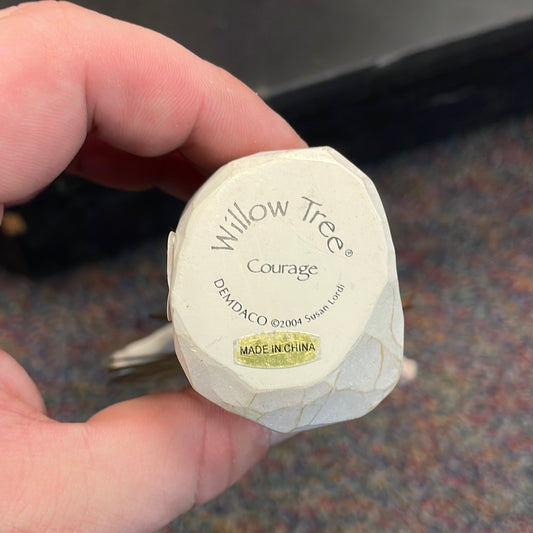 Willow Tree®
Courage
DEMDACO ©2004 Susan Lordi
MADE IN CHINA